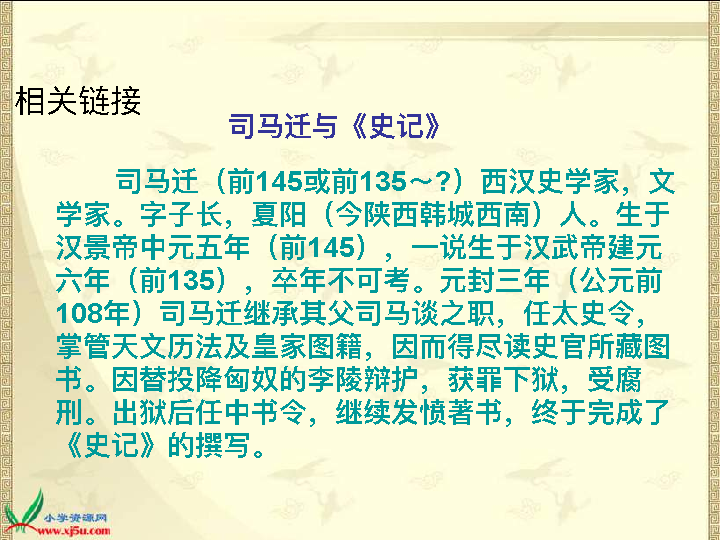 相关链接
司马迁与《史记》
司马迁（前145或前135～?）西汉史学家，文
学家。字子长，夏阳（今陕西韩城西南）人。生于
汉景帝中元五年（前145），一说生于汉武帝建元
六年（前135），卒年不可考。元封三年（公元前
108年）司马迁继承其父司马谈之职，任太史令，
掌管天文历法及皇家图籍，因而得尽读史官所藏图
书。因替投降匈奴的李陵辩护，获罪下狱，受腐
刑。出狱后任中书令，继续发愤著书，终于完成了
《史记》的撰写。
小学资源网
www.xj5u.com